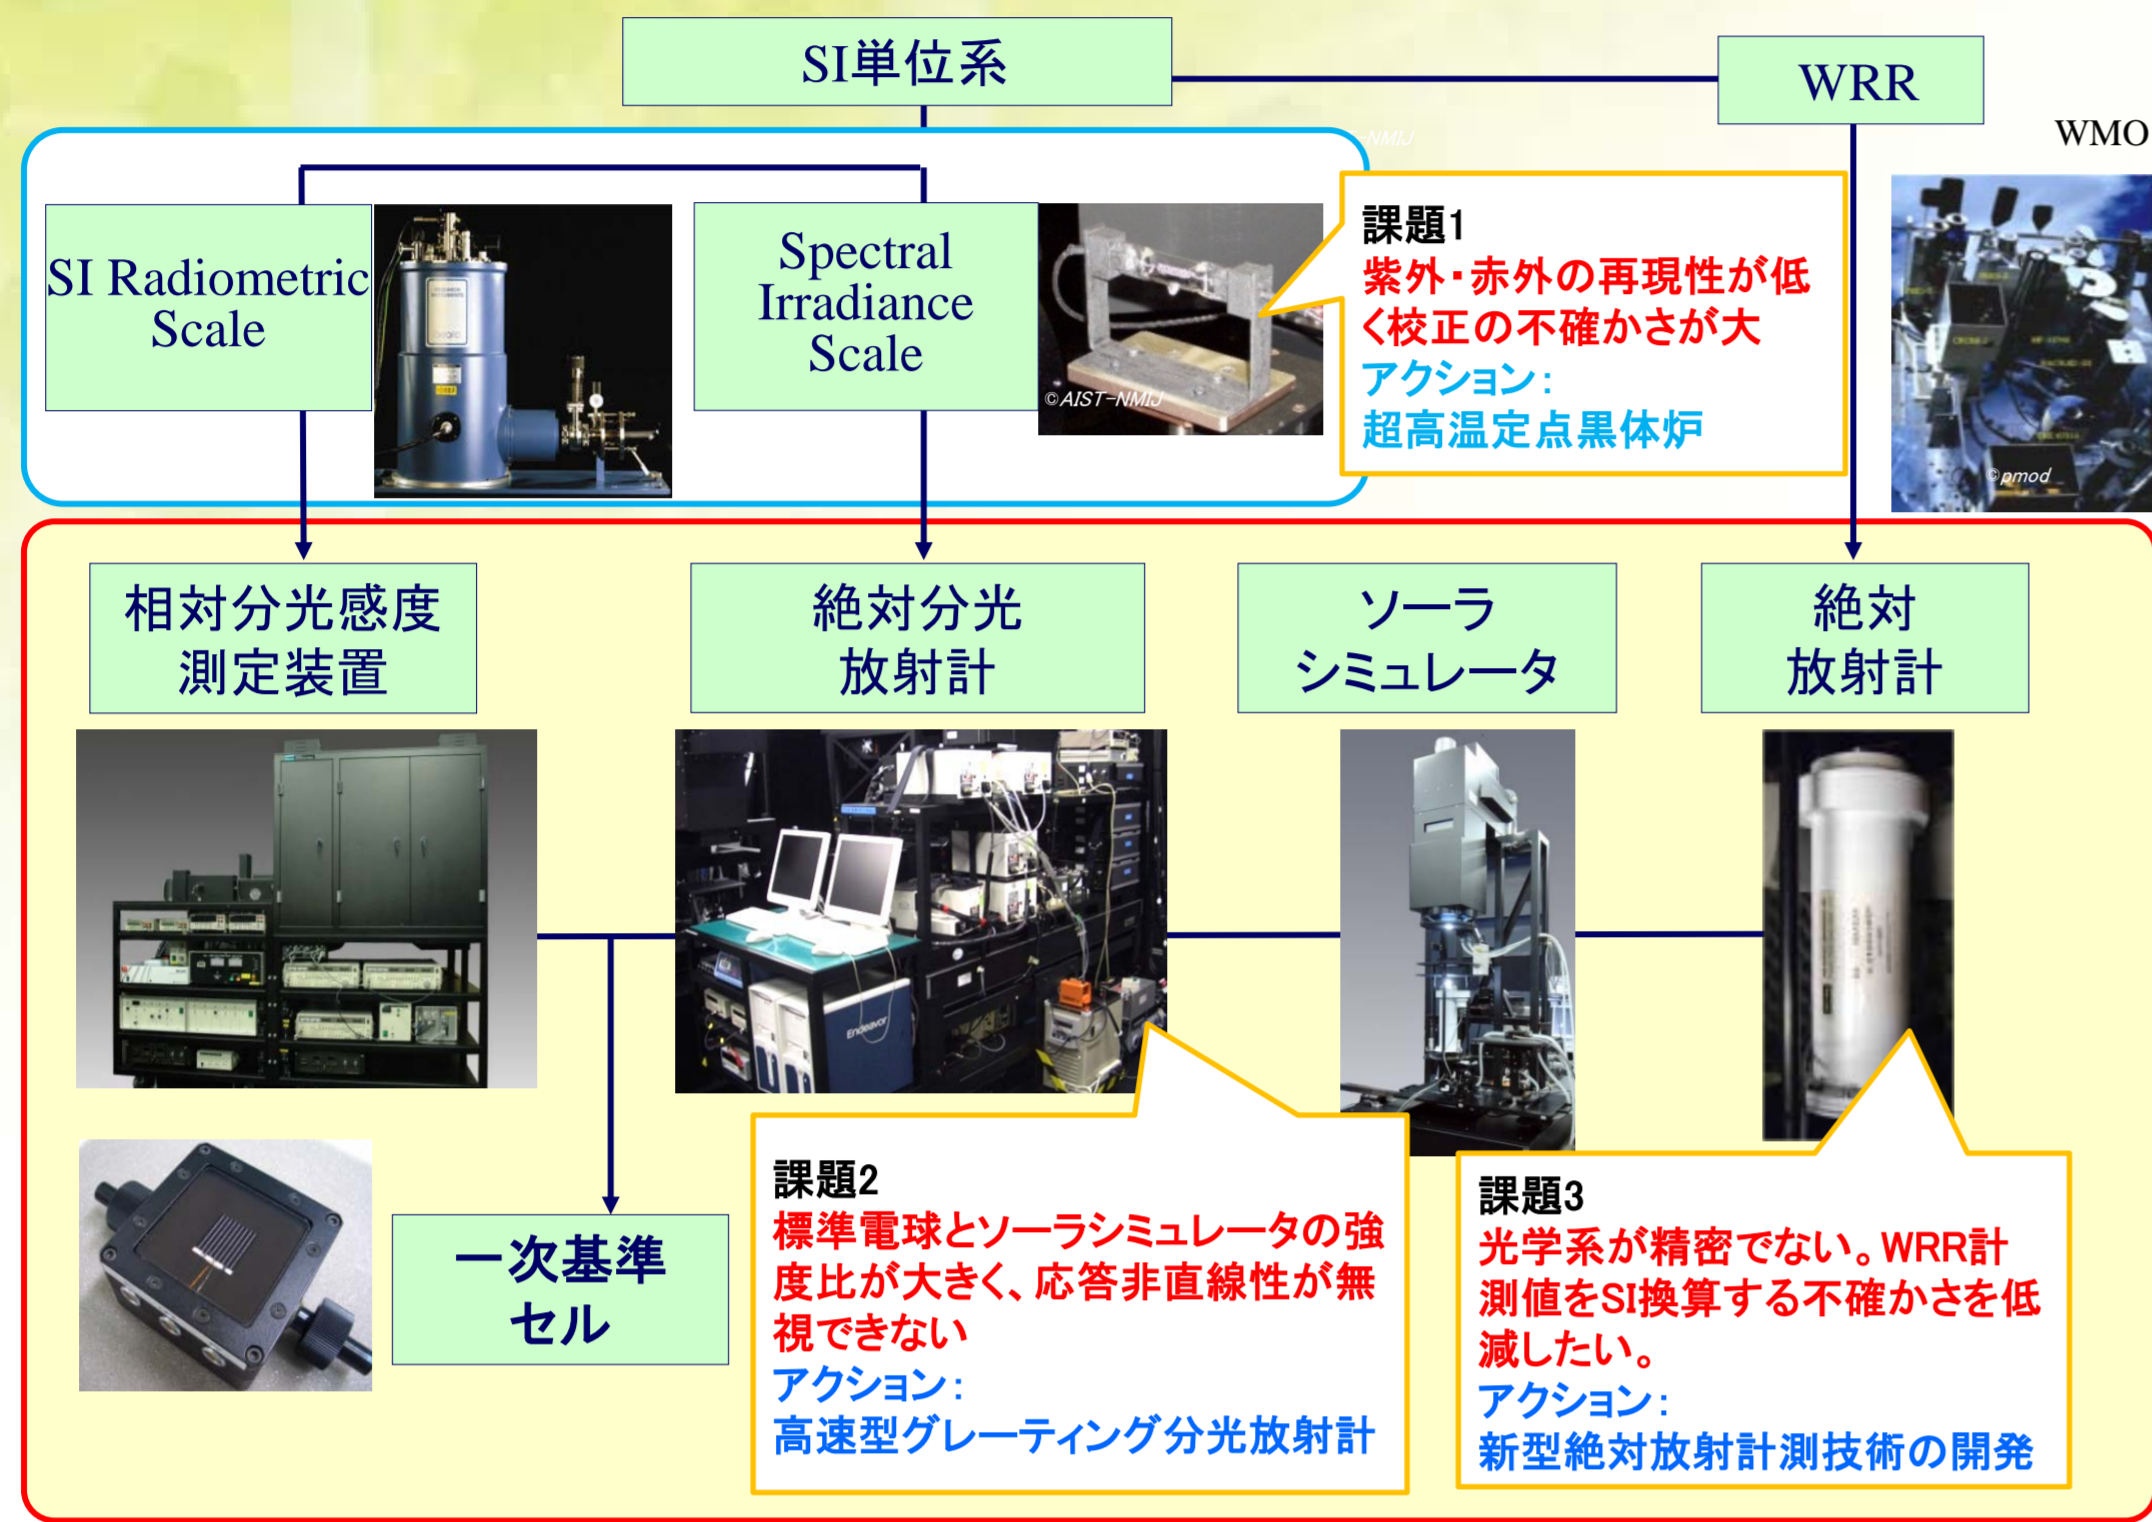 SI単位系
WRR
WMO
-NMIJ
SI Radiometric
Scale
Spectral
Irradiance
Scale
©AIST-NMIJ
課題1
紫外・赤外の再現性が低
く校正の不確かさが大
アクション：
超高温定点黒体炉
©pmod
相対分光感度
測定装置
絶対分光
放射計
ソーラ
シミュレータ
絶対
放射計
Endeavor
一次基準
セル
課題2
標準電球とソーラシミュレータの強
度比が大きく、応答非直線性が無
視できない
アクション：
高速型グレーティング分光放射計
課題3
光学系が精密でない。WRR計
測値をSI換算する不確かさを低
減したい。
アクション：
新型絶対放射計測技術の開発